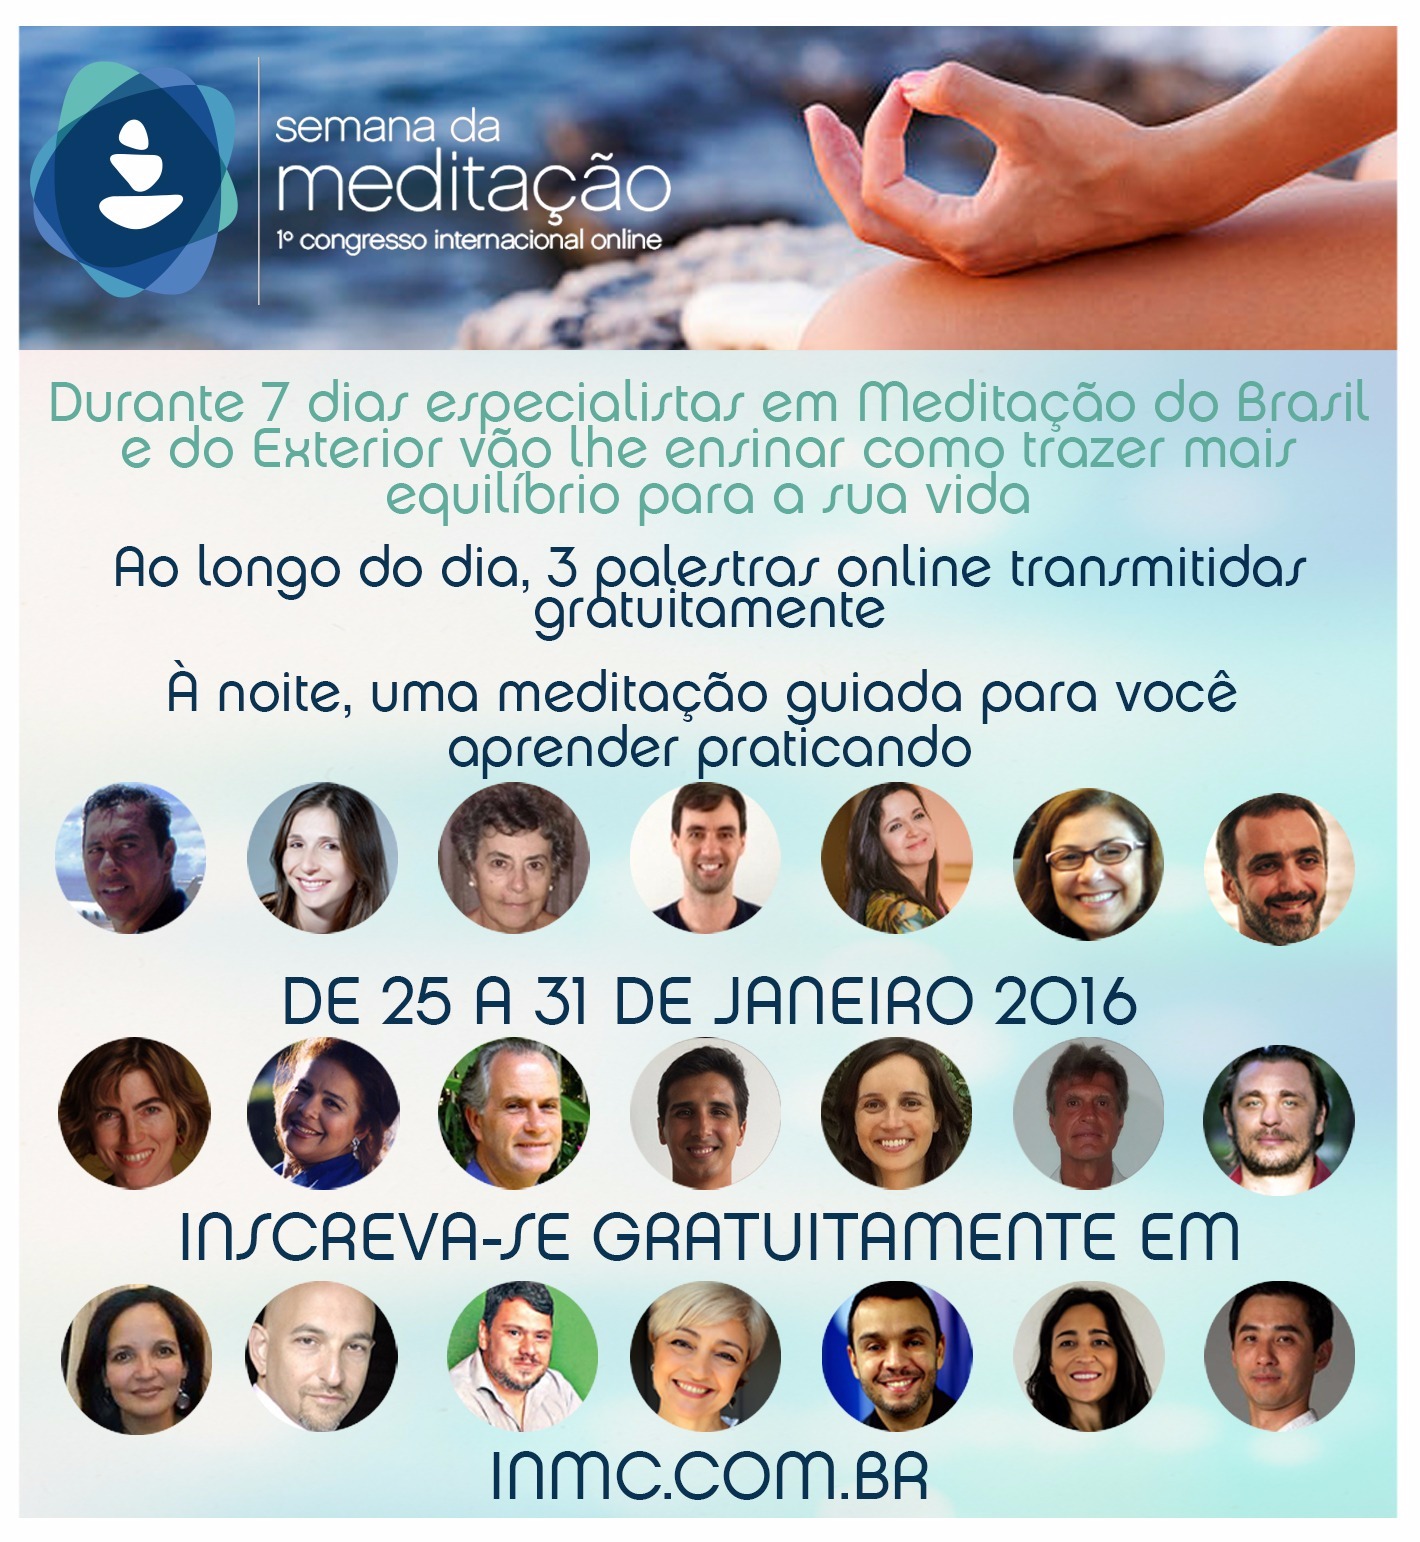 semana da
meditação
1º congresso internacional online
Durante 7 dias especialistas em Meditação do Brasil
e do Exterior vão lhe ensinar como trazer mais
equilíbrio para a sua vida
Ao longo do dia, 3 palestras online transmitidas
gratuitamente
À noite, uma meditação guiada para você
aprender praticando
DE 25 A 31 DE JANEIRO 2016
INSCREVA-SE GRATUITAMENTE EM
INMC.COM.BR